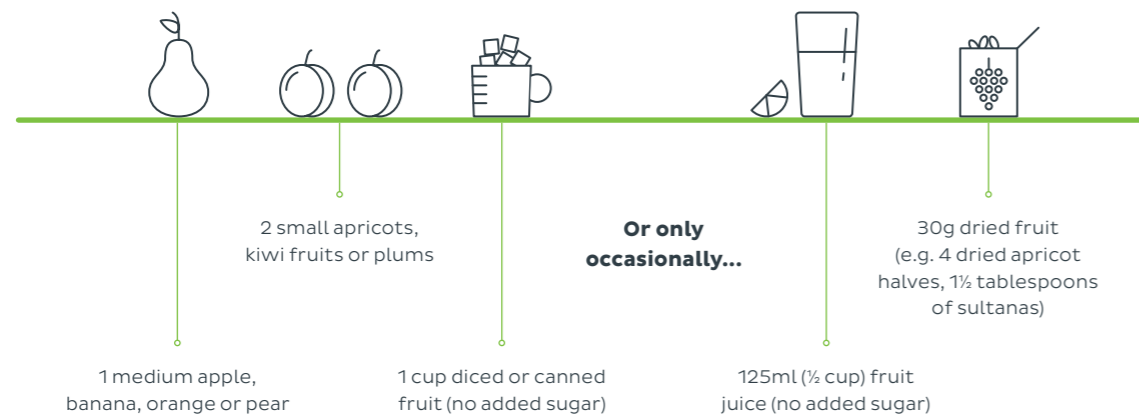 2 small apricots,
kiwi fruits or plums
Or only
occasionally...
30g dried fruit
(e.g. 4 dried apricot
halves, 1½ tablespoons
of sultanas)
1 medium apple,
banana, orange or pear
1 cup diced or canned
fruit (no added sugar)
125ml (½ cup) fruit
juice (no added sugar)